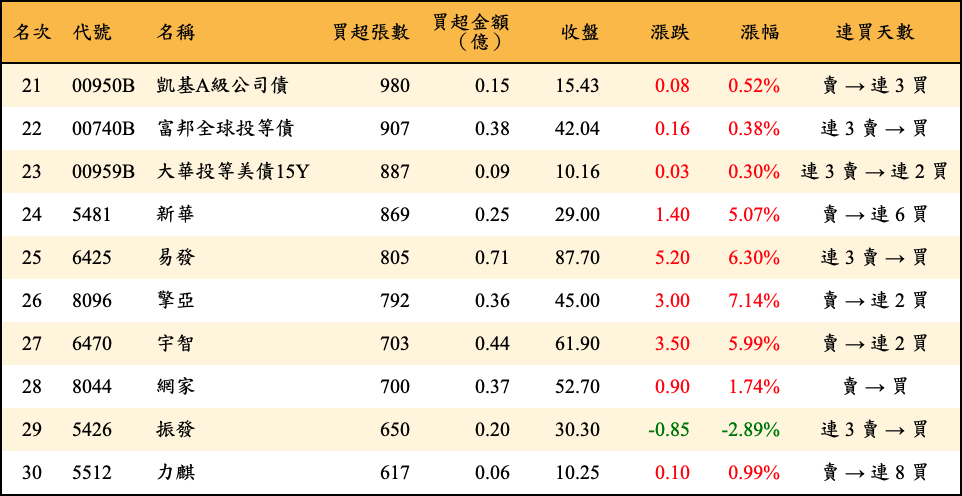 名次 代號 名稱 買超張數 買超金額（億） 收盤 漲跌 漲幅 連買天數
21 00950B 凱基A級公司債 980 0.15 15.43 0.08 0.52% 賣 → 連 3 買
22 00740B 富邦全球投等債 907 0.38 42.04 0.16 0.38% 連 3 賣 → 買
23 00959B 大華投等美債15Y 887 0.09 10.16 0.03 0.30% 連 3 賣 → 連 2 買
24 5481 新華 869 0.25 29.00 1.40 5.07% 賣 → 連 6 買
25 6425 易發 805 0.71 87.70 5.20 6.30% 連 3 賣 → 買
26 8096 擎亞 792 0.36 45.00 3.00 7.14% 賣 → 連 2 買
27 6470 宇智 703 0.44 61.90 3.50 5.99% 賣 → 連 2 買
28 8044 網家 700 0.37 52.70 0.90 1.74% 賣 → 買
29 5426 振發 650 0.20 30.30 -0.85 -2.89% 連 3 賣 → 買
30 5512 力麒 617 0.06 10.25 0.10 0.99% 賣 → 連 8 買